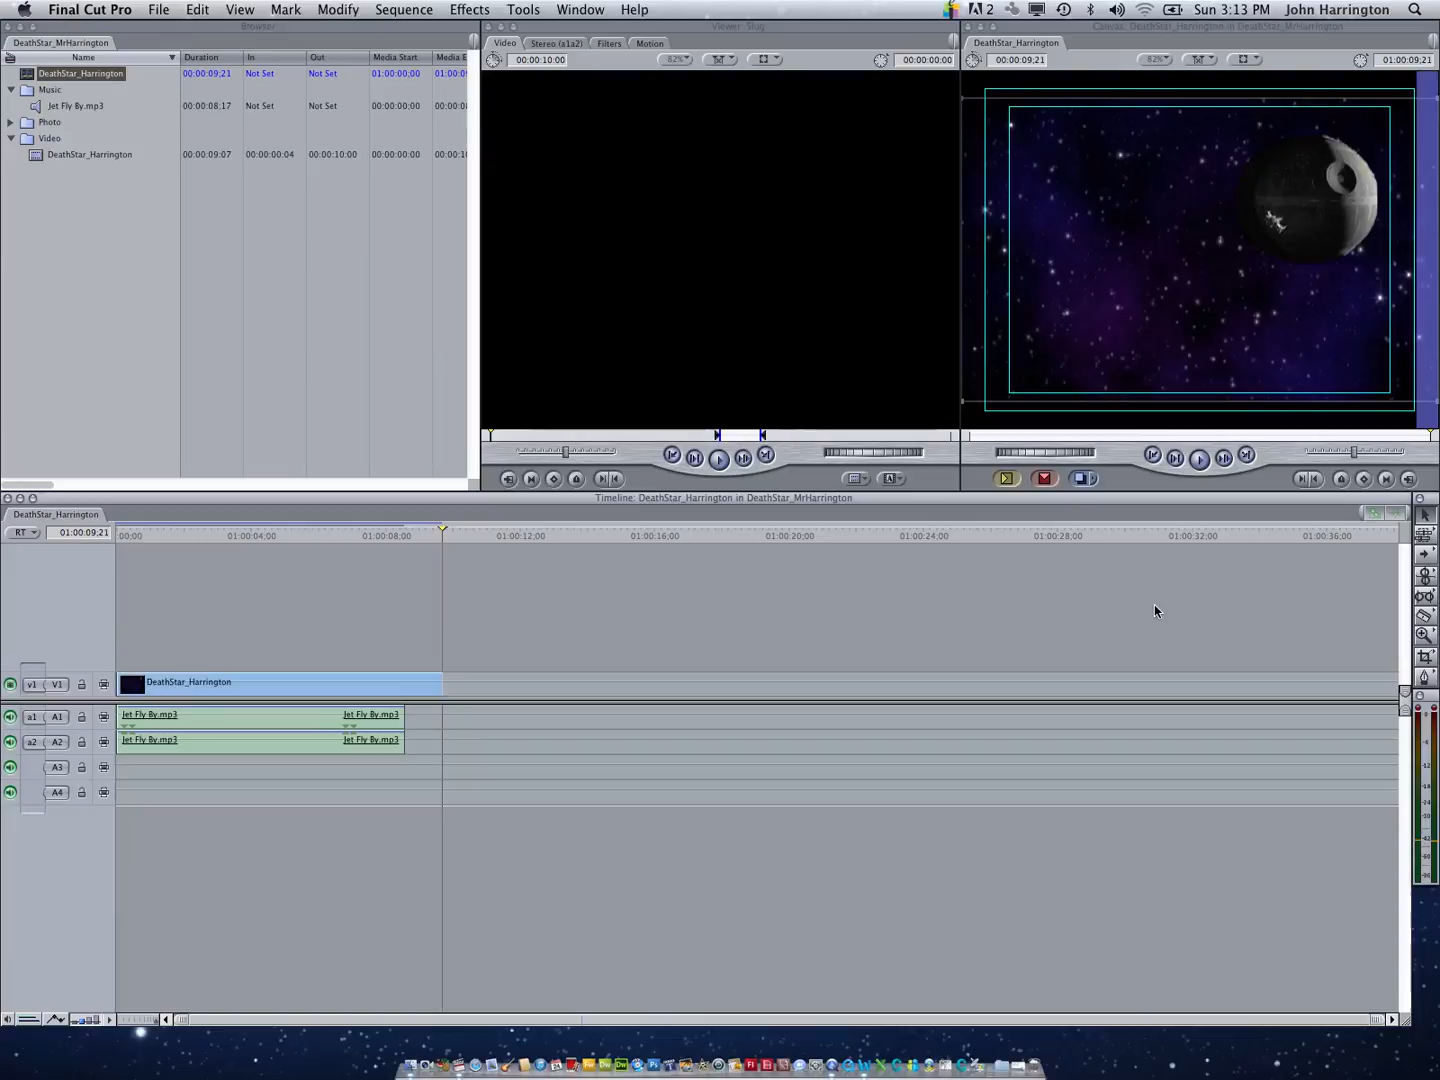 Final Cut Pro File Edit View Mark Modify Sequence Effects Tools Window Help 2 Sun 3:13 PM John Harrington
Browser
DeathStar_MrHarrington
Name Duration In Out Media Start Media E
DeathStar_Harrington 00:00:09;21 Not Set Not Set 01:00:00;00 01:00:0
Music
Jet Fly By.mp3 00:00:08:17 Not Set Not Set 00:00:00:00 00:00:0
Photo
Video
DeathStar_Harrington 00:00:09:07 00:00:00:04 00:00:10:00 00:00:00:00 00:00:1
Viewer: Slug
Video Stereo (a1a2) Filters Motion
00:00:10:00 82% 00:00:00:00
Canvas: DeathStar_Harrington in DeathStar_MrHarrington
DeathStar_Harrington
00:00:09;21 82% 01:00:09;21
Timeline: DeathStar_Harrington in DeathStar_MrHarrington
DeathStar_Harrington
RT 01:00:09;21 00;00 01:00:04;00 01:00:08;00 01:00:12;00 01:00:16;00 01:00:20;00 01:00:24;00 01:00:28;00 01:00:32;00 01:00:36;00
v1 V1 DeathStar_Harrington
a1 A1 Jet Fly By.mp3 Jet Fly By.mp3
a2 A2 Jet Fly By.mp3 Jet Fly By.mp3
A3
A4